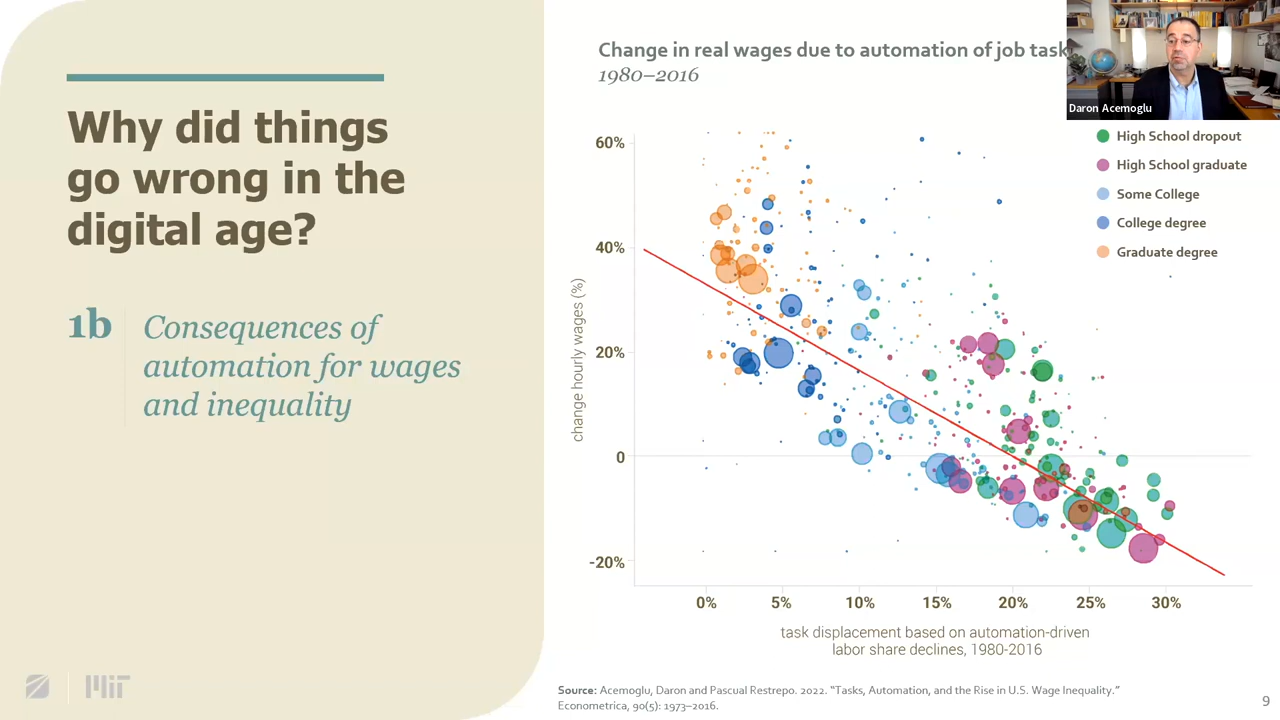 Why did things
go wrong in the
digital age?
1b
Consequences of
automation for wages
and inequality
MIT
Change in real wages due to automation of job task
1980–2016
Daron Acemoglu
High School dropout
High School graduate
Some College
College degree
Graduate degree
change hourly wages (%)
60%
40%
20%
0
-20%
0%
5%
10%
15%
20%
25%
30%
task displacement based on automation-driven
labor share declines, 1980-2016
Source: Acemoglu, Daron and Pascual Restrepo. 2022. “Tasks, Automation, and the Rise in U.S. Wage Inequality.”
Econometrica, 90(5): 1973–2016.
9